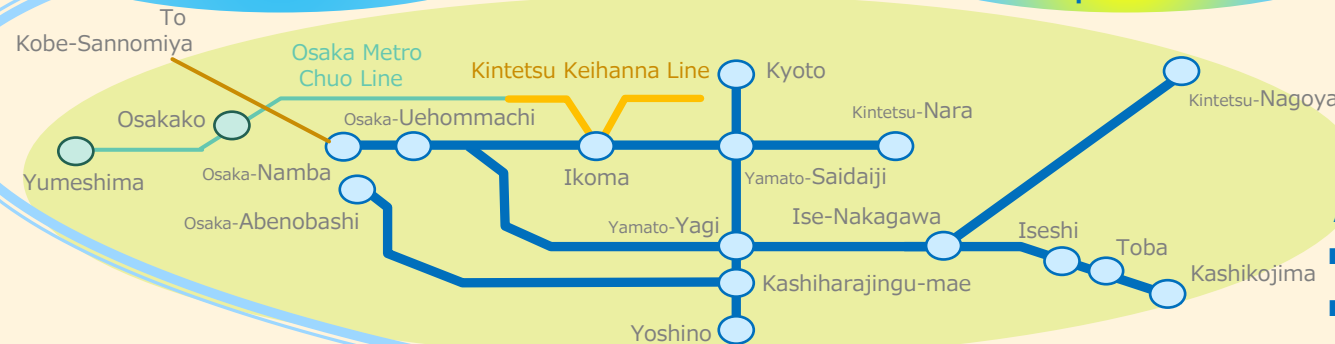 To
Kobe-Sannomiya
Osaka Metro
Chuo Line
Kintetsu Keihanna Line
Kyoto
Kintetsu-Nagoya
Osakako
Osaka-Uehommachi
Kintetsu-Nara
Yumeshima
Osaka-Namba
Ikoma
Yamato-Saidaiji
Osaka-Abenobashi
Yamato-Yagi
Ise-Nakagawa
Iseshi
Toba
Kashikojima
Kashiharajingu-mae
Yoshino